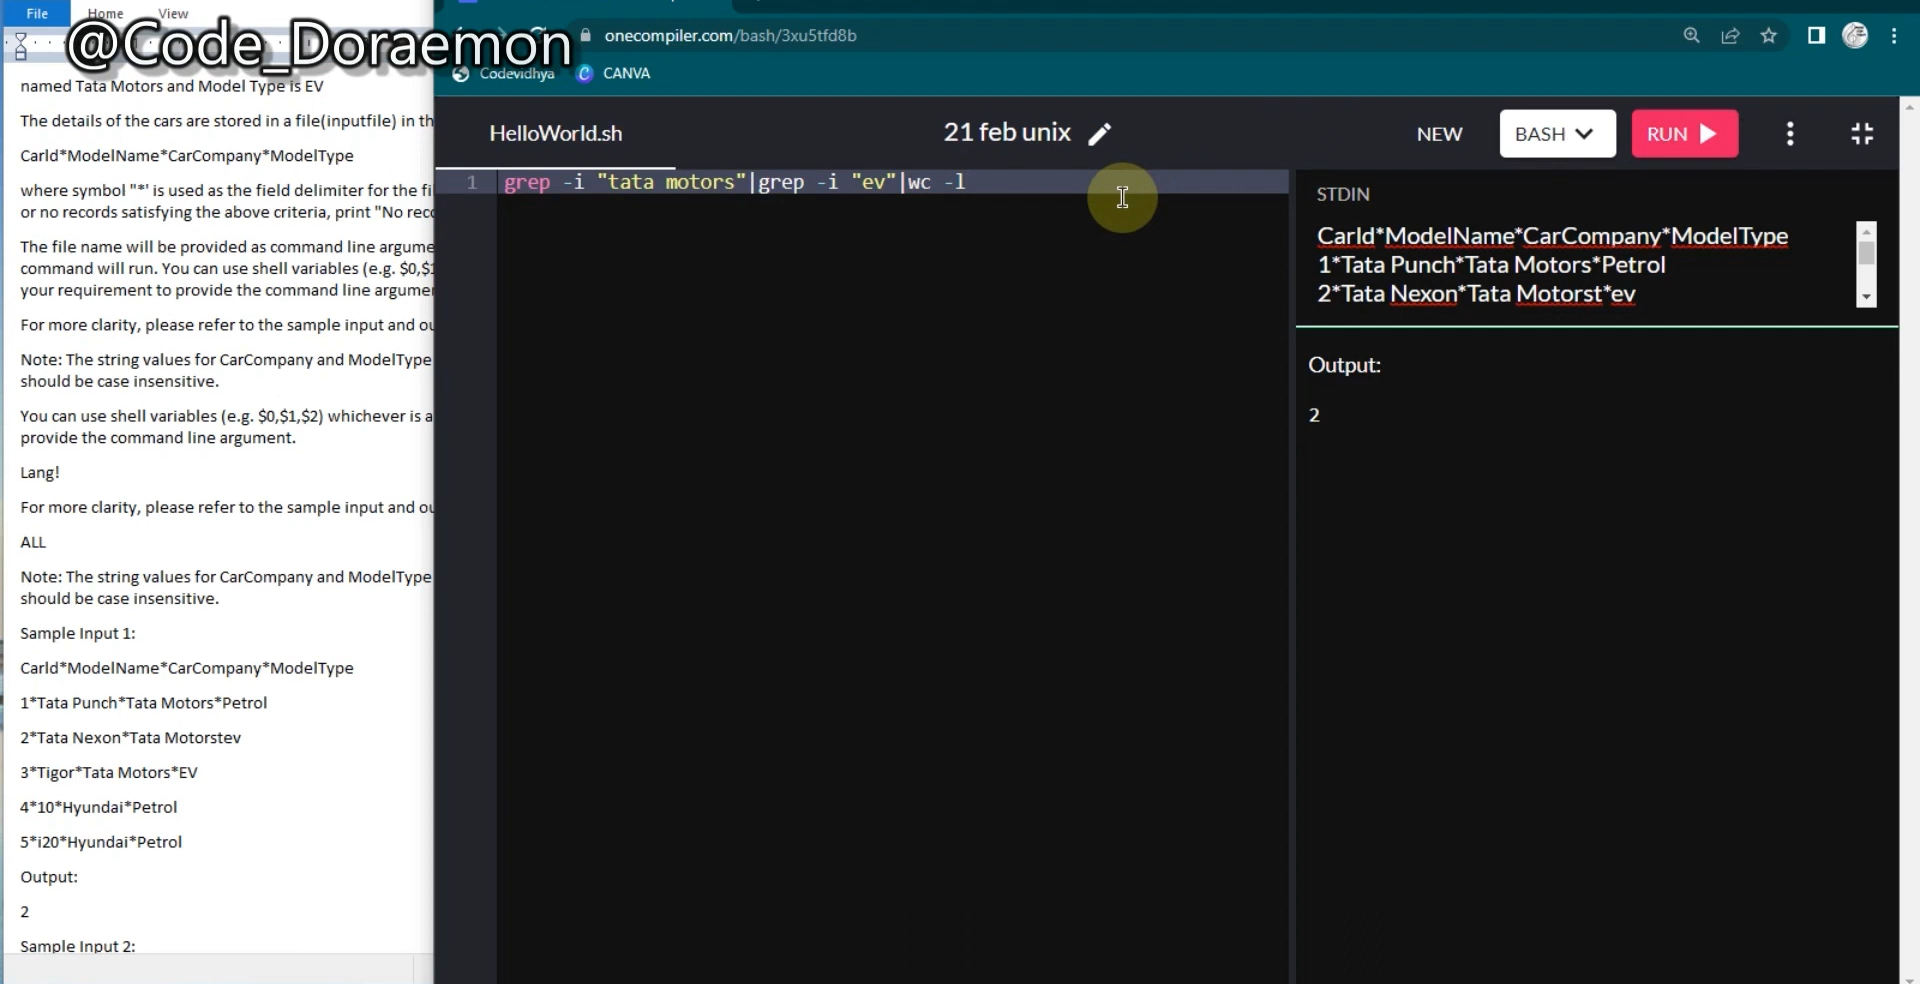 File
Home
View
@Code_Doraemon
onecompiler.com/bash/3xu5tfd8b
Codevidhya
CANVA
named Tata Motors and Model Type is EV
The details of the cars are stored in a file(inputfile) in th
CarId*ModelName*CarCompany*ModelType
where symbol "*' is used as the field delimiter for the fi
or no records satisfying the above criteria, print "No reco
The file name will be provided as command line argume
command will run. You can use shell variables (e.g. $0,$1
your requirement to provide the command line argumer
For more clarity, please refer to the sample input and ou
Note: The string values for CarCompany and ModelType
should be case insensitive.
You can use shell variables (e.g. $0,$1,$2) whichever is a
provide the command line argument.
Lang!
For more clarity, please refer to the sample input and ou
ALL
Note: The string values for CarCompany and ModelType
should be case insensitive.
Sample Input 1:
CarId*ModelName*CarCompany*ModelType
1*Tata Punch*Tata Motors*Petrol
2*Tata Nexon*Tata Motorstev
3*Tigor*Tata Motors*EV
4*10*Hyundai*Petrol
5*i20*Hyundai*Petrol
Output:
2
Sample Input 2:
HelloWorld.sh
21 feb unix
NEW
BASH
RUN
1 grep -i "tata motors"|grep -i "ev"|wc -l
STDIN
CarId*ModelName*CarCompany*ModelType
1*Tata Punch*Tata Motors*Petrol
2*Tata Nexon*Tata Motorst*ev
Output:
2